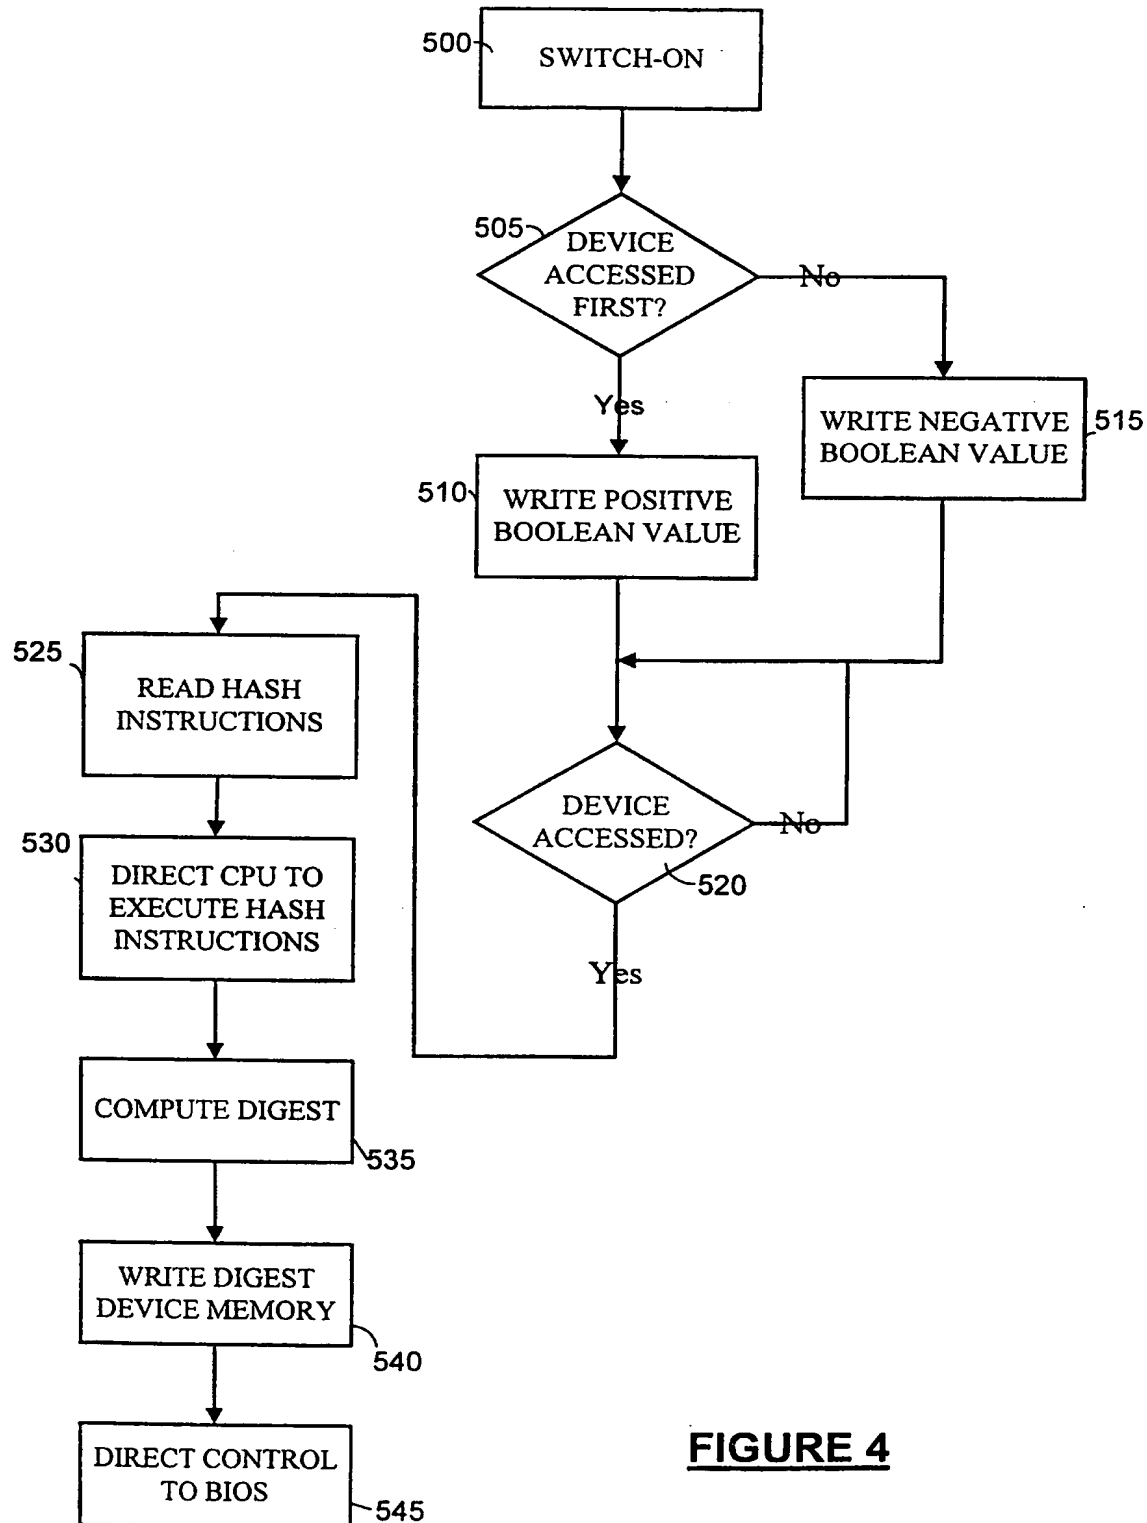 500
SWITCH-ON
505
DEVICE
ACCESSED
FIRST?
No
Yes
WRITE NEGATIVE
BOOLEAN VALUE
515
510
WRITE POSITIVE
BOOLEAN VALUE
525
READ HASH
INSTRUCTIONS
DEVICE
ACCESSED?
No
520
530
DIRECT CPU TO
EXECUTE HASH
INSTRUCTIONS
Yes
COMPUTE DIGEST
535
WRITE DIGEST
DEVICE MEMORY
540
DIRECT CONTROL
TO BIOS
545
FIGURE 4